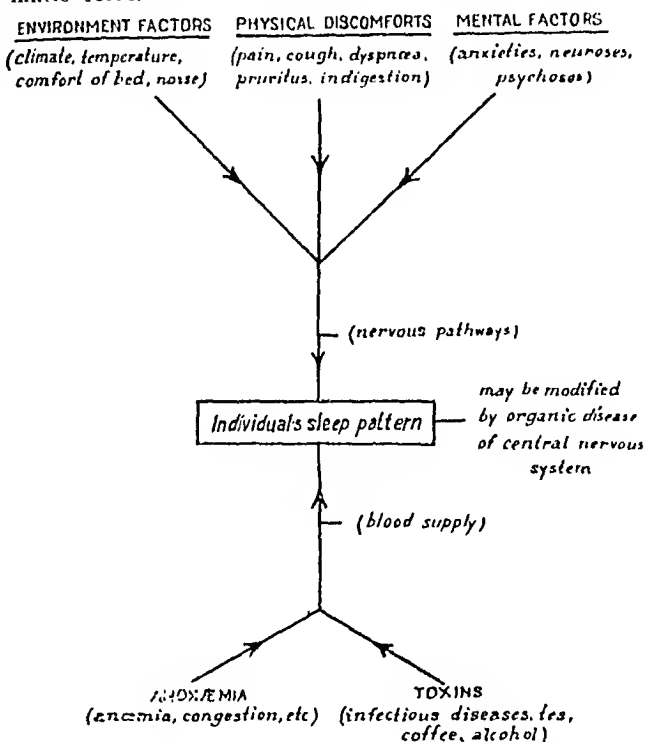 ENVIRONMENT FACTORS
(climate, temperature,
comfort of bed, noise)
PHYSICAL DISCOMFORTS
(pain, cough, dyspnœa,
pruritus, indigestion)
MENTAL FACTORS
(anxieties, neuroses,
psychoses)
(nervous pathways)
Individuals sleep pattern
may be modified
by organic disease
of central nervous
system
(blood supply)
ANOXÆMIA
(anæmia, congestion, etc)
TOXINS
(infectious diseases, tea,
coffee, alcohol)